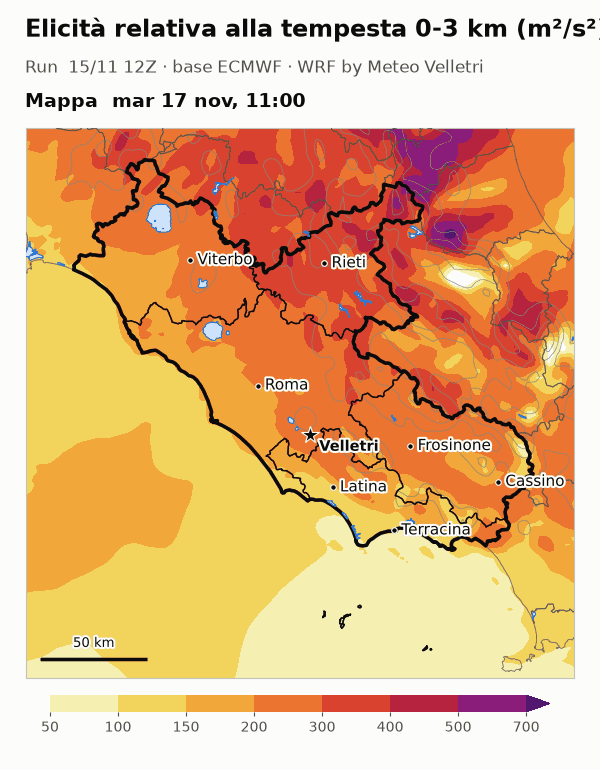 Elicità relativa alla tempesta 0-3 km (m²/s²)
Run  15/11 12Z · base ECMWF · WRF by Meteo Velletri
Mappa  mar 17 nov, 11:00
Viterbo
Rieti
Roma
Velletri
Frosinone
Latina
Cassino
Terracina
50 km
50 100 150 200 300 400 500 700